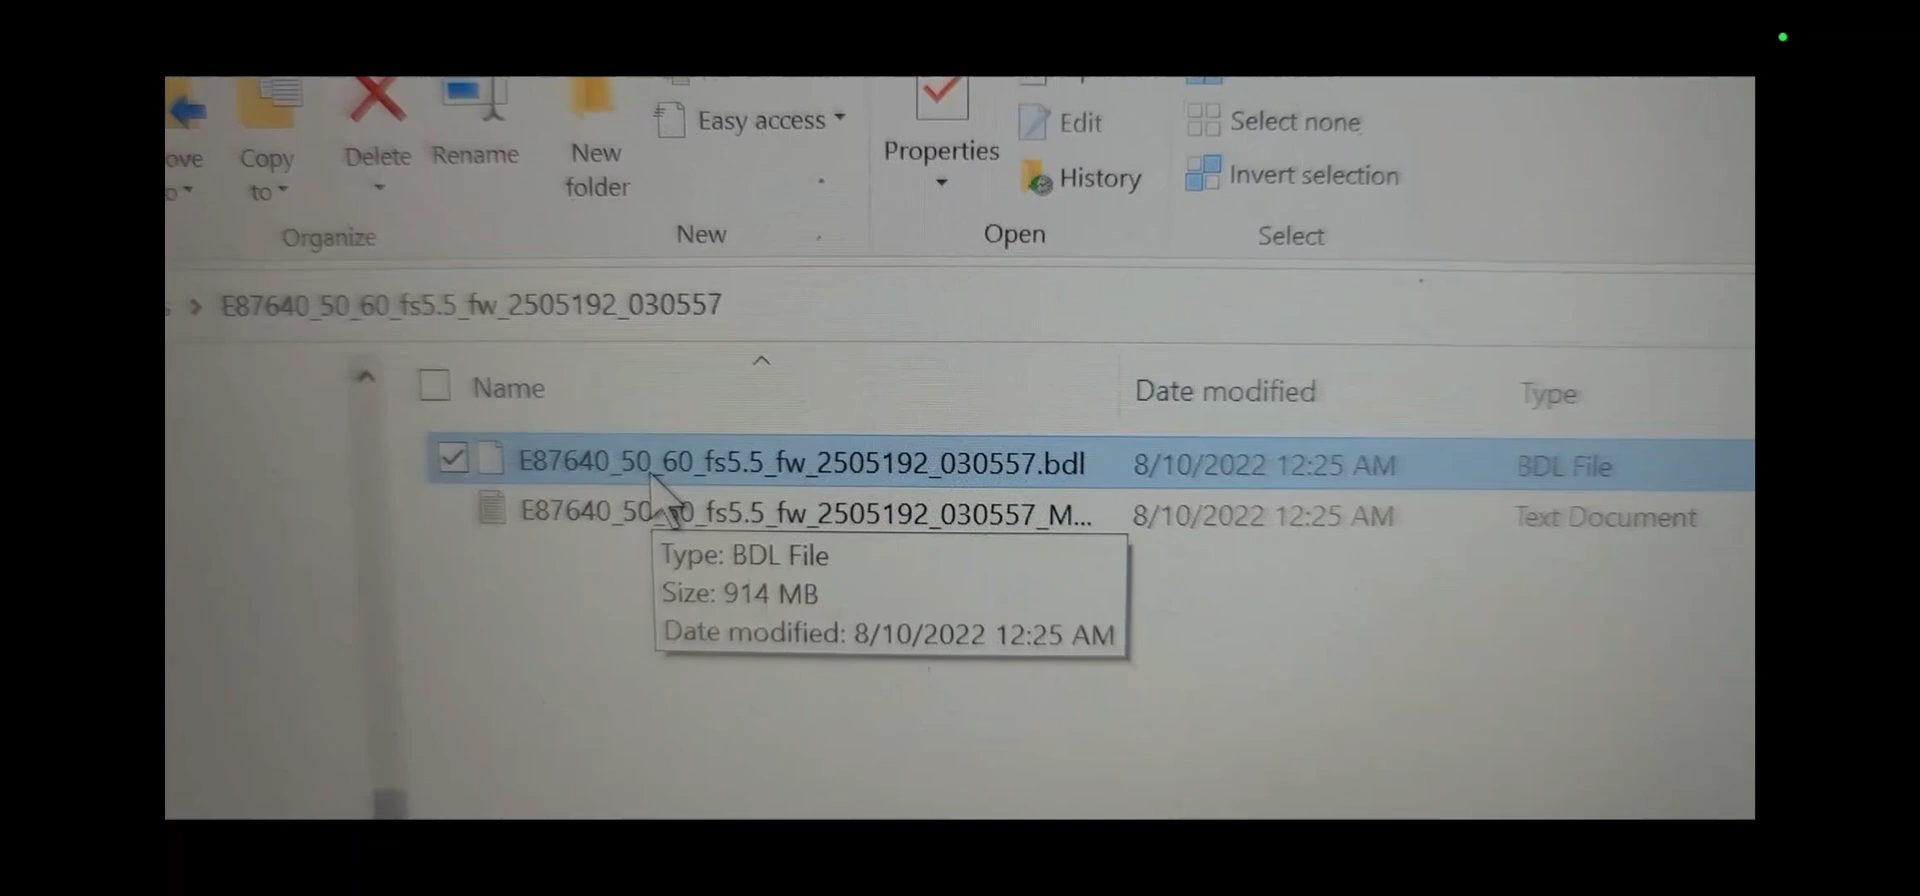 Easy access
Edit
Select none
ove
Copy
Delete
Rename
New
Properties
to
folder
History
Invert selection
Organize
New
Open
Select
E87640_50_60_fs5.5_fw_2505192_030557
Name
Date modified
Type
E87640_50_60_fs5.5_fw_2505192_030557.bdl
8/10/2022 12:25 AM
BDL File
E87640_50_60_fs5.5_fw_2505192_030557_M...
8/10/2022 12:25 AM
Text Document
Type: BDL File
Size: 914 MB
Date modified: 8/10/2022 12:25 AM